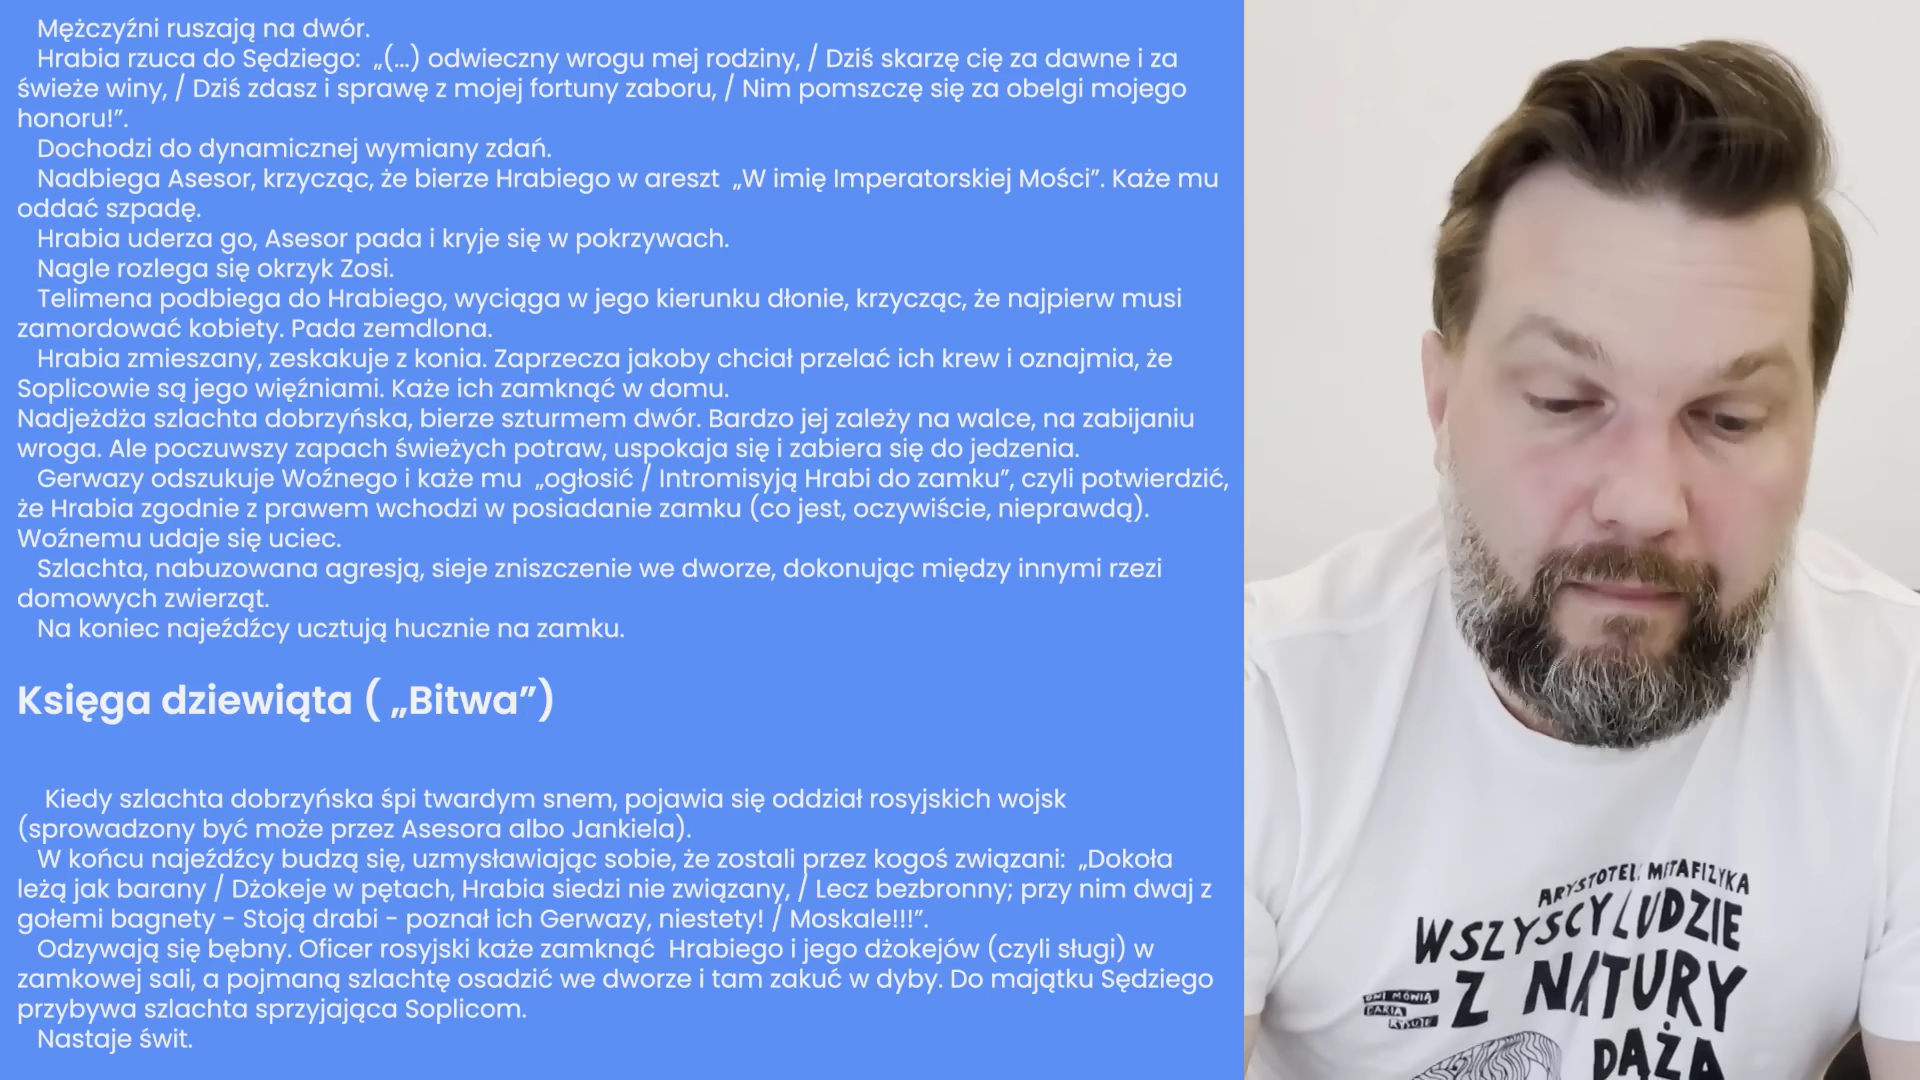 Mężczyźni ruszają na dwór.
Hrabia rzuca do Sędziego: „(...) odwieczny wrogu mej rodziny, / Dziś skarzę cię za dawne i za
świeże winy, / Dziś zdasz i sprawę z mojej fortuny zaboru, / Nim pomszczę się za obelgi mojego
honoru!”.
Dochodzi do dynamicznej wymiany zdań.
Nadbiega Asesor, krzycząc, że bierze Hrabiego w areszt „W imię Imperatorskiej Mości”. Każe mu
oddać szpadę.
Hrabia uderza go, Asesor pada i kryje się w pokrzywach.
Nagle rozlega się okrzyk Zosi.
Telimena podbiega do Hrabiego, wyciąga w jego kierunku dłonie, krzycząc, że najpierw musi
zamordować kobiety. Pada zemdlona.
Hrabia zmieszany, zeskakuje z konia. Zaprzecza jakoby chciał przelać ich krew i oznajmia, że
Soplicowie są jego więźniami. Każe ich zamknąć w domu.
Nadjeżdża szlachta dobrzyńska, bierze szturmem dwór. Bardzo jej zależy na walce, na zabijaniu
wroga. Ale poczuwszy zapach świeżych potraw, uspokaja się i zabiera się do jedzenia.
Gerwazy odszukuje Woźnego i każe mu „ogłosić / Intromisyją Hrabi do zamku”, czyli potwierdzić,
że Hrabia zgodnie z prawem wchodzi w posiadanie zamku (co jest, oczywiście, nieprawdą).
Woźnemu udaje się uciec.
Szlachta, nabuzowana agresją, sieje zniszczenie we dworze, dokonując między innymi rzezi
domowych zwierząt.
Na koniec najeźdźcy ucztują hucznie na zamku.
Księga dziewiąta ( „Bitwa”)
Kiedy szlachta dobrzyńska śpi twardym snem, pojawia się oddział rosyjskich wojsk
(sprowadzony być może przez Asesora albo Jankiela).
W końcu najeźdźcy budzą się, uzmysławiając sobie, że zostali przez kogoś związani: „Dokoła
leżą jak barany / Dżokeje w pętach, Hrabia siedzi nie związany, / Lecz bezbronny; przy nim dwaj z
gołemi bagnety - Stoją drabi - poznał ich Gerwazy, niestety! / Moskale!!!”.
Odzywają się bębny. Oficer rosyjski każe zamknąć Hrabiego i jego dżokejów (czyli sługi) w
zamkowej sali, a pojmaną szlachtę osadzić we dworze i tam zakuć w dyby. Do majątku Sędziego
przybywa szlachta sprzyjająca Soplicom.
Nastaje świt.
METAFIZYKA
WSZYSCY LUDZIE
Z NATURY
DĄŻĄ